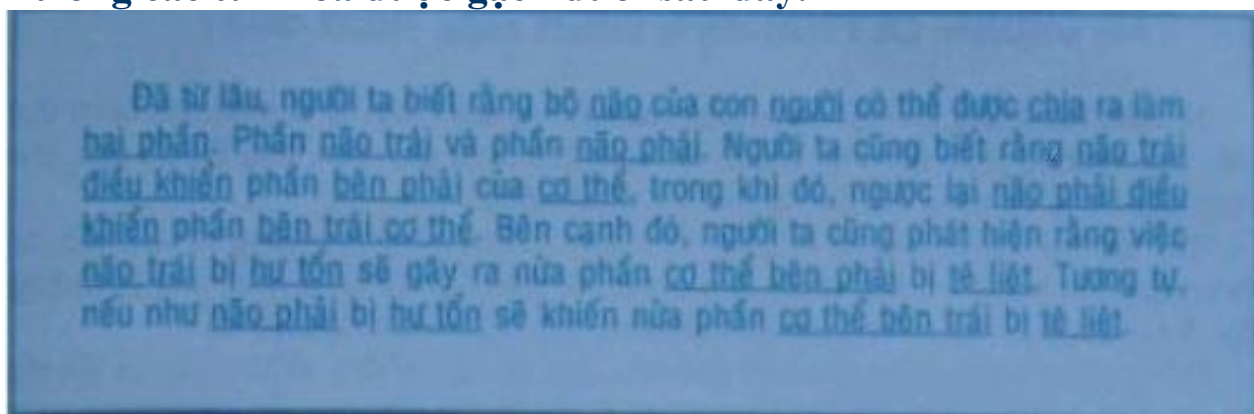 Đã từ lâu, người ta biết rằng bộ não của con người có thể được chia ra làm
hai phần. Phần não trái và phần não phải. Người ta cũng biết rằng não trái
điều khiển phần bên phải của cơ thể, trong khi đó, ngược lại não phải điều
khiển phần bên trái cơ thể. Bên cạnh đó, người ta cũng phát hiện rằng việc
não trái bị hư tổn sẽ gây ra nửa phần cơ thể bên phải bị tê liệt. Tương tự,
nếu như não phải bị hư tổn sẽ khiến nửa phần cơ thể bên trái bị tê liệt.